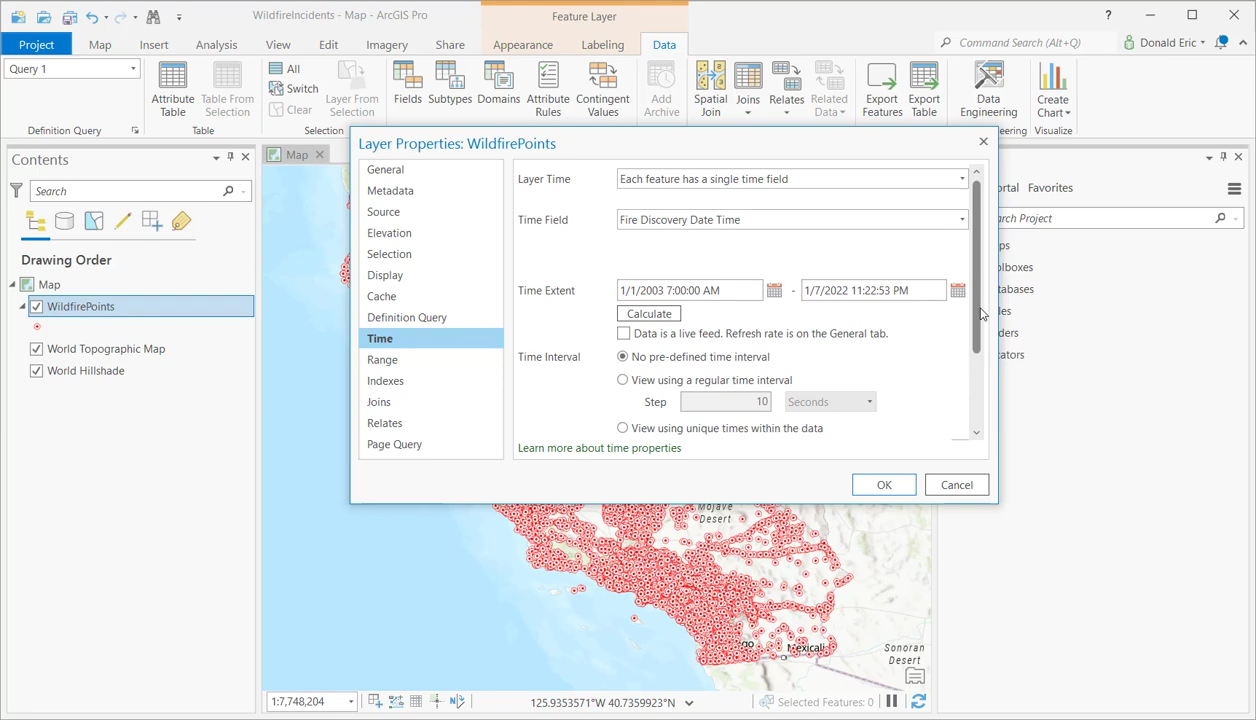 WildfireIncidents - Map - ArcGIS Pro
Feature Layer
?
Project Map Insert Analysis View Edit Imagery Share Appearance Labeling Data
Command Search (Alt+Q)
Donald Eric
Query 1
Definition Query
Attribute Table
Table From Selection
Table
All
Switch
Clear
Layer From Selection
Selection
Fields
Subtypes
Domains
Attribute Rules
Contingent Values
Add Archive
Spatial Join
Joins
Relates
Related Data
Export Features
Export Table
Data Engineering
Create Chart
Visualize
Contents
Search
Drawing Order
Map
WildfirePoints
World Topographic Map
World Hillshade
Map
Layer Properties: WildfirePoints
General
Metadata
Source
Elevation
Selection
Display
Cache
Definition Query
Time
Range
Indexes
Joins
Relates
Page Query
Layer Time Each feature has a single time field
Time Field Fire Discovery Date Time
Time Extent 1/1/2003 7:00:00 AM - 1/7/2022 11:22:53 PM
Calculate
Data is a live feed. Refresh rate is on the General tab.
Time Interval No pre-defined time interval
View using a regular time interval
Step 10 Seconds
View using unique times within the data
Learn more about time properties
OK Cancel
Favorites
Mojave
Desert
Mexicali
Sonoran
Desert
1:7,748,204
125.9353571°W 40.7359923°N
Selected Features: 0